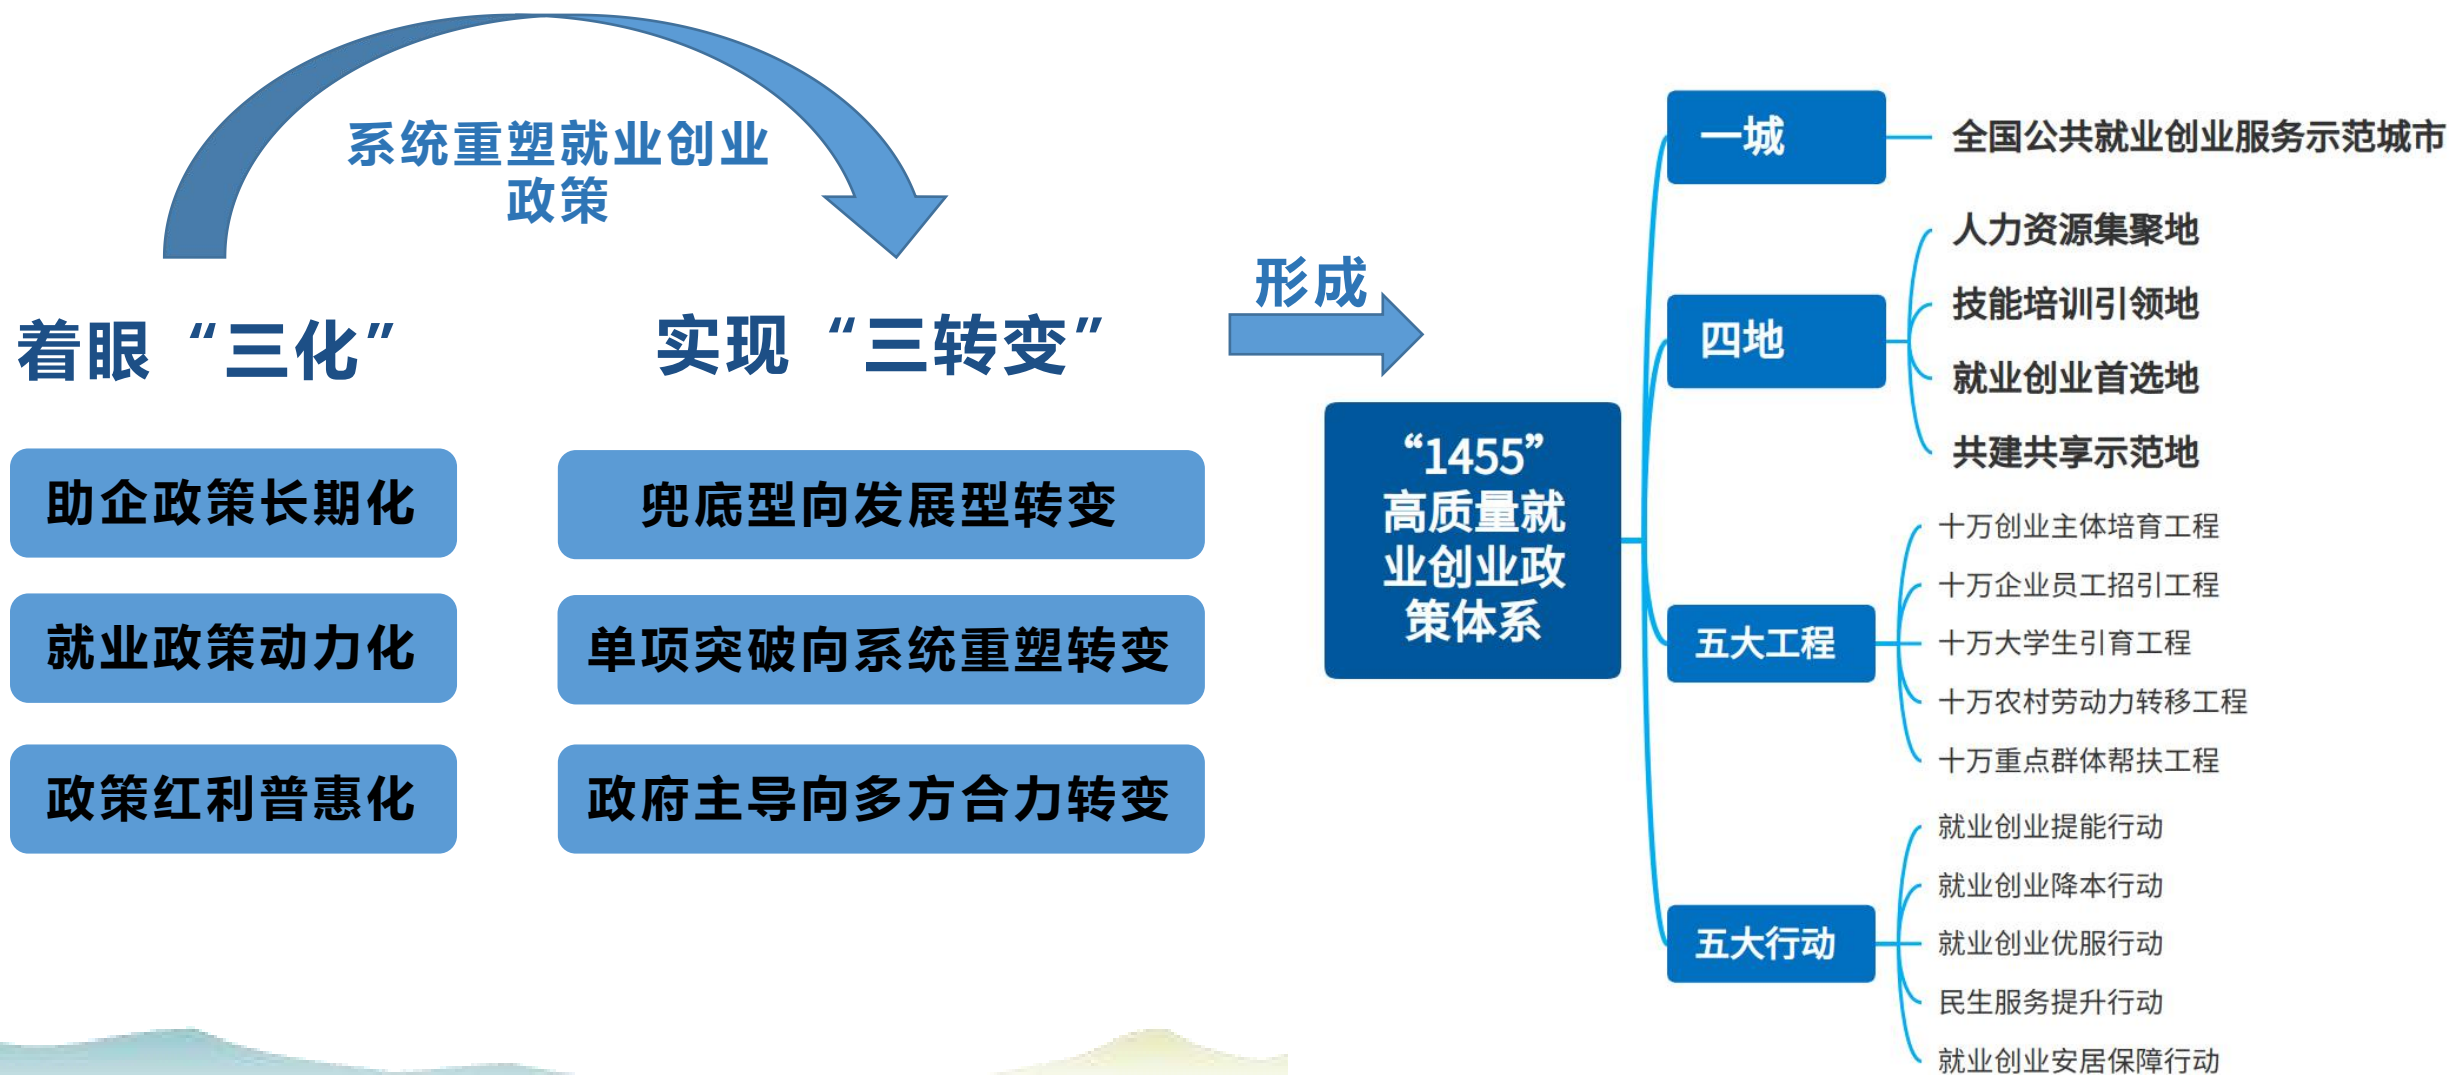 系统重塑就业创业
政策
着眼“三化”
实现“三转变”
助企政策长期化
就业政策动力化
政策红利普惠化
兜底型向发展型转变
单项突破向系统重塑转变
政府主导向多方合力转变
形成
“1455”
高质量就
业创业政
策体系
一城
全国公共就业创业服务示范城市
四地
人力资源集聚地
技能培训引领地
就业创业首选地
共建共享示范地
五大工程
十万创业主体培育工程
十万企业员工招引工程
十万大学生引育工程
十万农村劳动力转移工程
十万重点群体帮扶工程
五大行动
就业创业提能行动
就业创业降本行动
就业创业优服行动
民生服务提升行动
就业创业安居保障行动